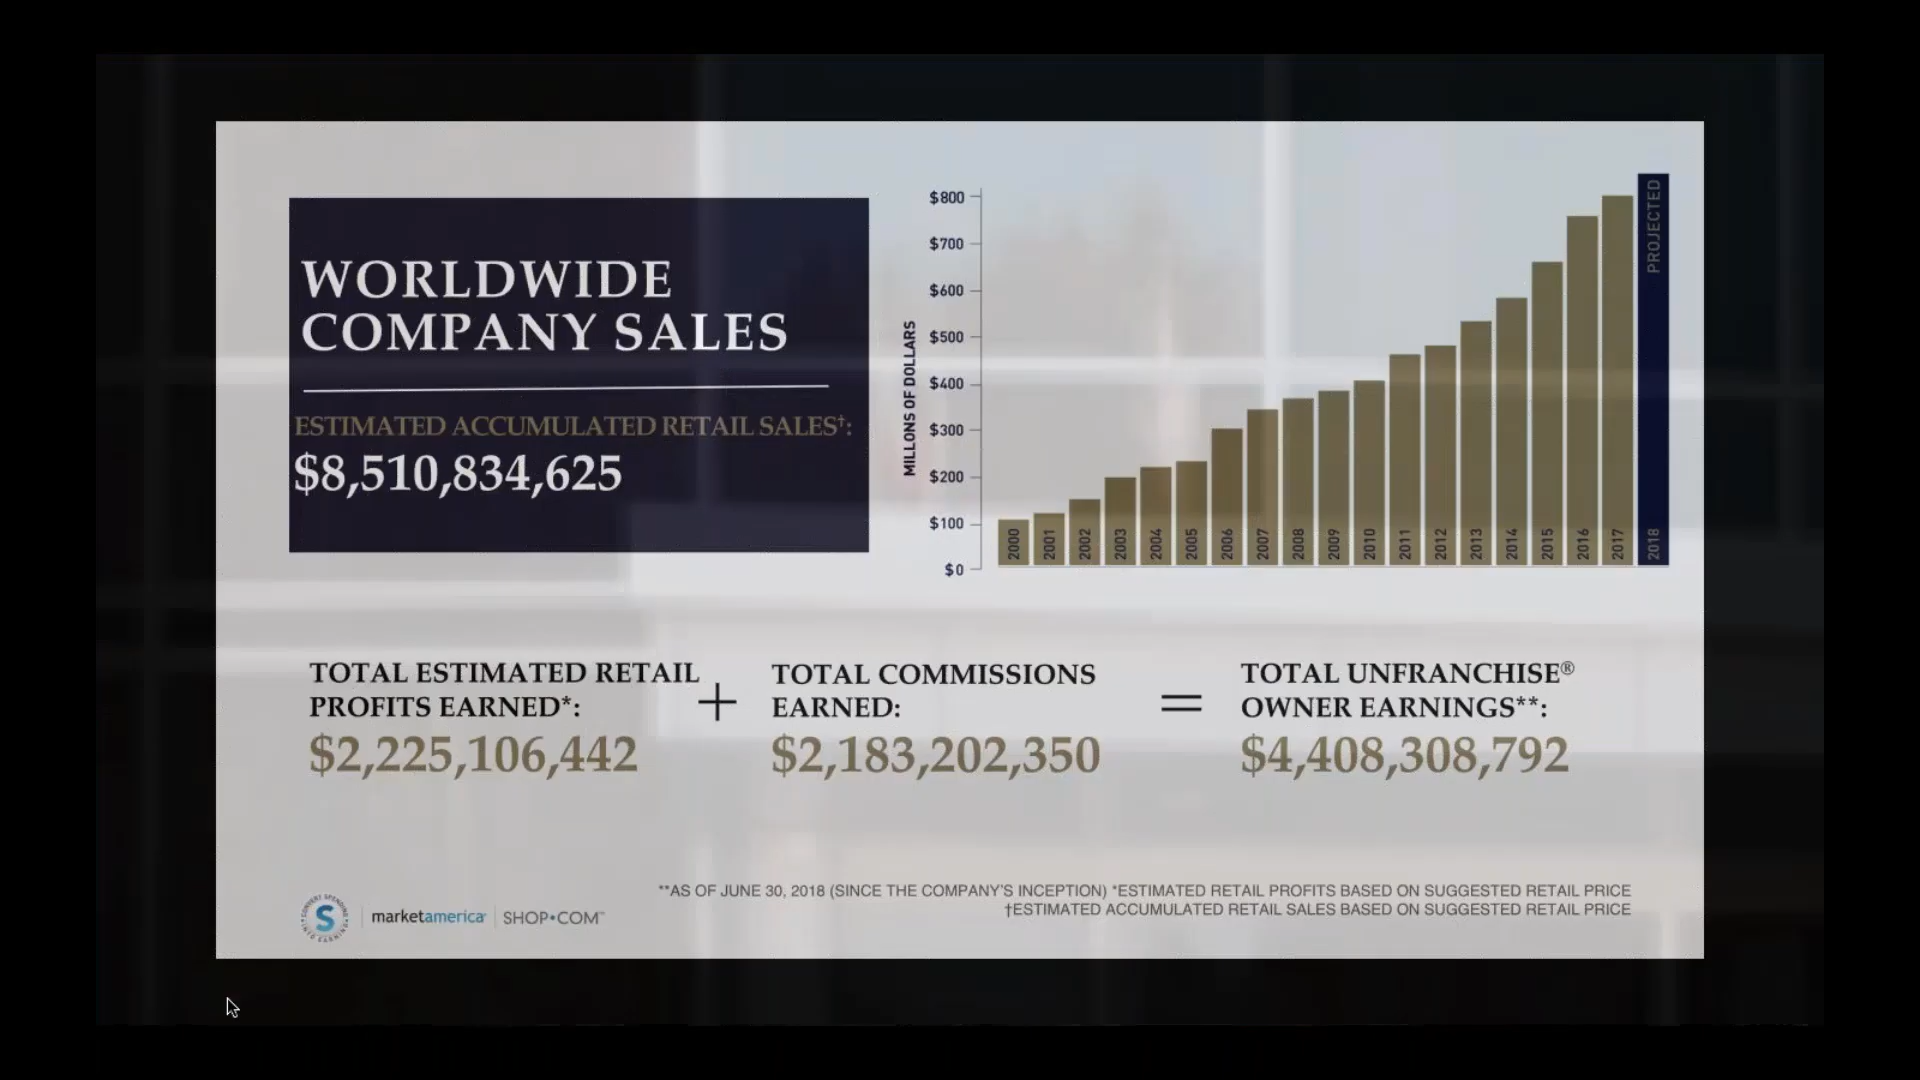 WORLDWIDE
COMPANY SALES
ESTIMATED ACCUMULATED RETAIL SALES†:
$8,510,834,625
MILLONS OF DOLLARS
$800
$700
$600
$500
$400
$300
$200
$100
$0
2000
2001
2002
2003
2004
2005
2006
2007
2008
2009
2010
2011
2012
2013
2014
2015
2016
2017
2018
PROJECTED
TOTAL ESTIMATED RETAIL
PROFITS EARNED*:
$2,225,106,442
+
TOTAL COMMISSIONS
EARNED:
$2,183,202,350
=
TOTAL UNFRANCHISE®
OWNER EARNINGS**:
$4,408,308,792
**AS OF JUNE 30, 2018 (SINCE THE COMPANY'S INCEPTION) *ESTIMATED RETAIL PROFITS BASED ON SUGGESTED RETAIL PRICE
†ESTIMATED ACCUMULATED RETAIL SALES BASED ON SUGGESTED RETAIL PRICE
CONVERT SPENDING
INTO EARNING
S
marketamerica
SHOP•COM™